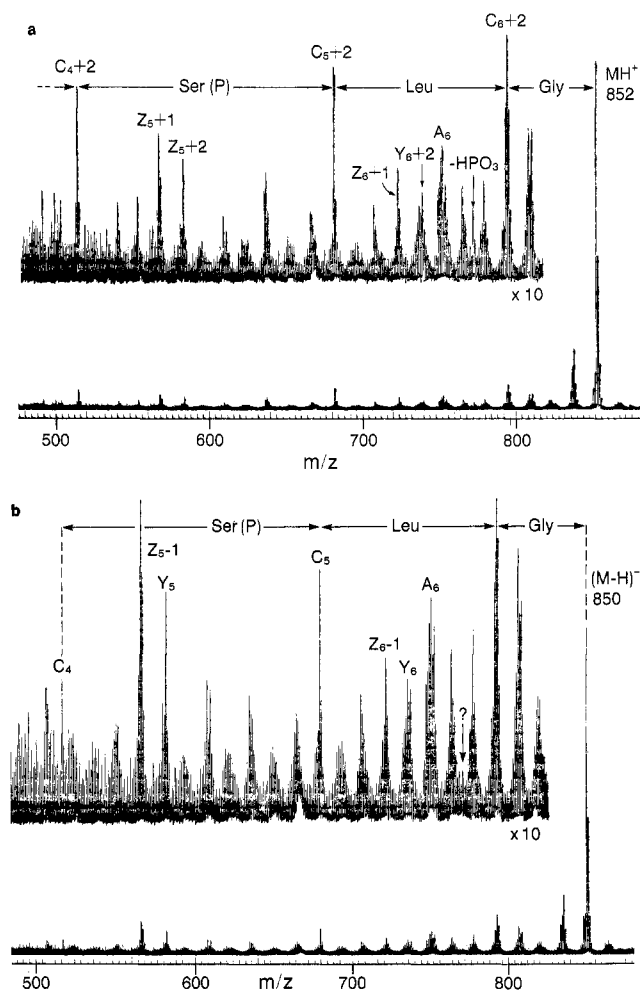 a
C₆+2
C₄+2 Ser (P) C₅+2 Leu Gly MH⁺
852
Z₅+1
Z₅+2
Z₆+1 Y₆+2 A₆ -HPO₃
x 10
500 600 700 800
m/z
b
Ser (P) Leu Gly
Z₅-1 C₅ (M-H)⁻
850
Y₅ A₆
C₄ Z₆-1 Y₆ ?
x 10
500 600 700 800
m/z